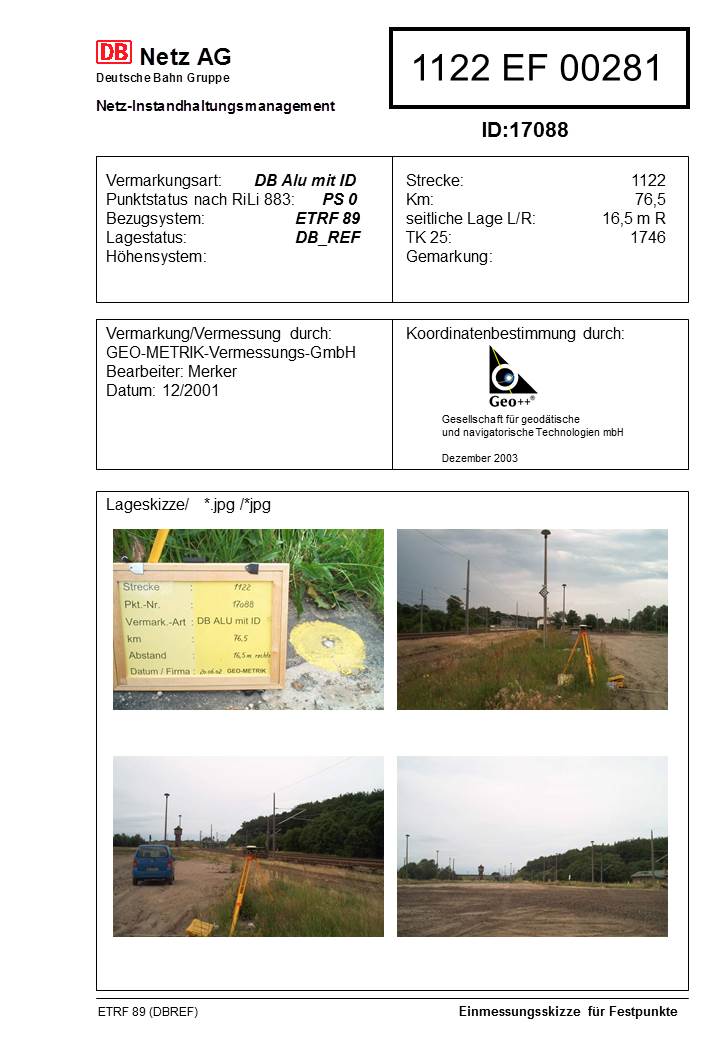 DB Netz AG
Deutsche Bahn Gruppe
Netz-Instandhaltungsmanagement
1122 EF 00281
ID:17088
Vermarkungsart: DB Alu mit ID
Punktstatus nach RiLi 883: PS 0
Bezugsystem: ETRF 89
Lagestatus: DB_REF
Höhensystem:
Strecke: 1122
Km: 76,5
seitliche Lage L/R: 16,5 m R
TK 25: 1746
Gemarkung:
Vermarkung/Vermessung durch:
GEO-METRIK-Vermessungs-GmbH
Bearbeiter: Merker
Datum: 12/2001
Koordinatenbestimmung durch:
Geo++®
Gesellschaft für geodätische
und navigatorische Technologien mbH
Dezember 2003
Lageskizze/ *.jpg /*jpg
Strecke : 1122
Pkt.-Nr. : 17088
Vermark.-Art : DB ALU mit ID
km : 76,5
Abstand : 16,5 m rechts
Datum / Firma : 20.06.02 GEO-METRIK
ETRF 89 (DBREF)
Einmessungsskizze für Festpunkte